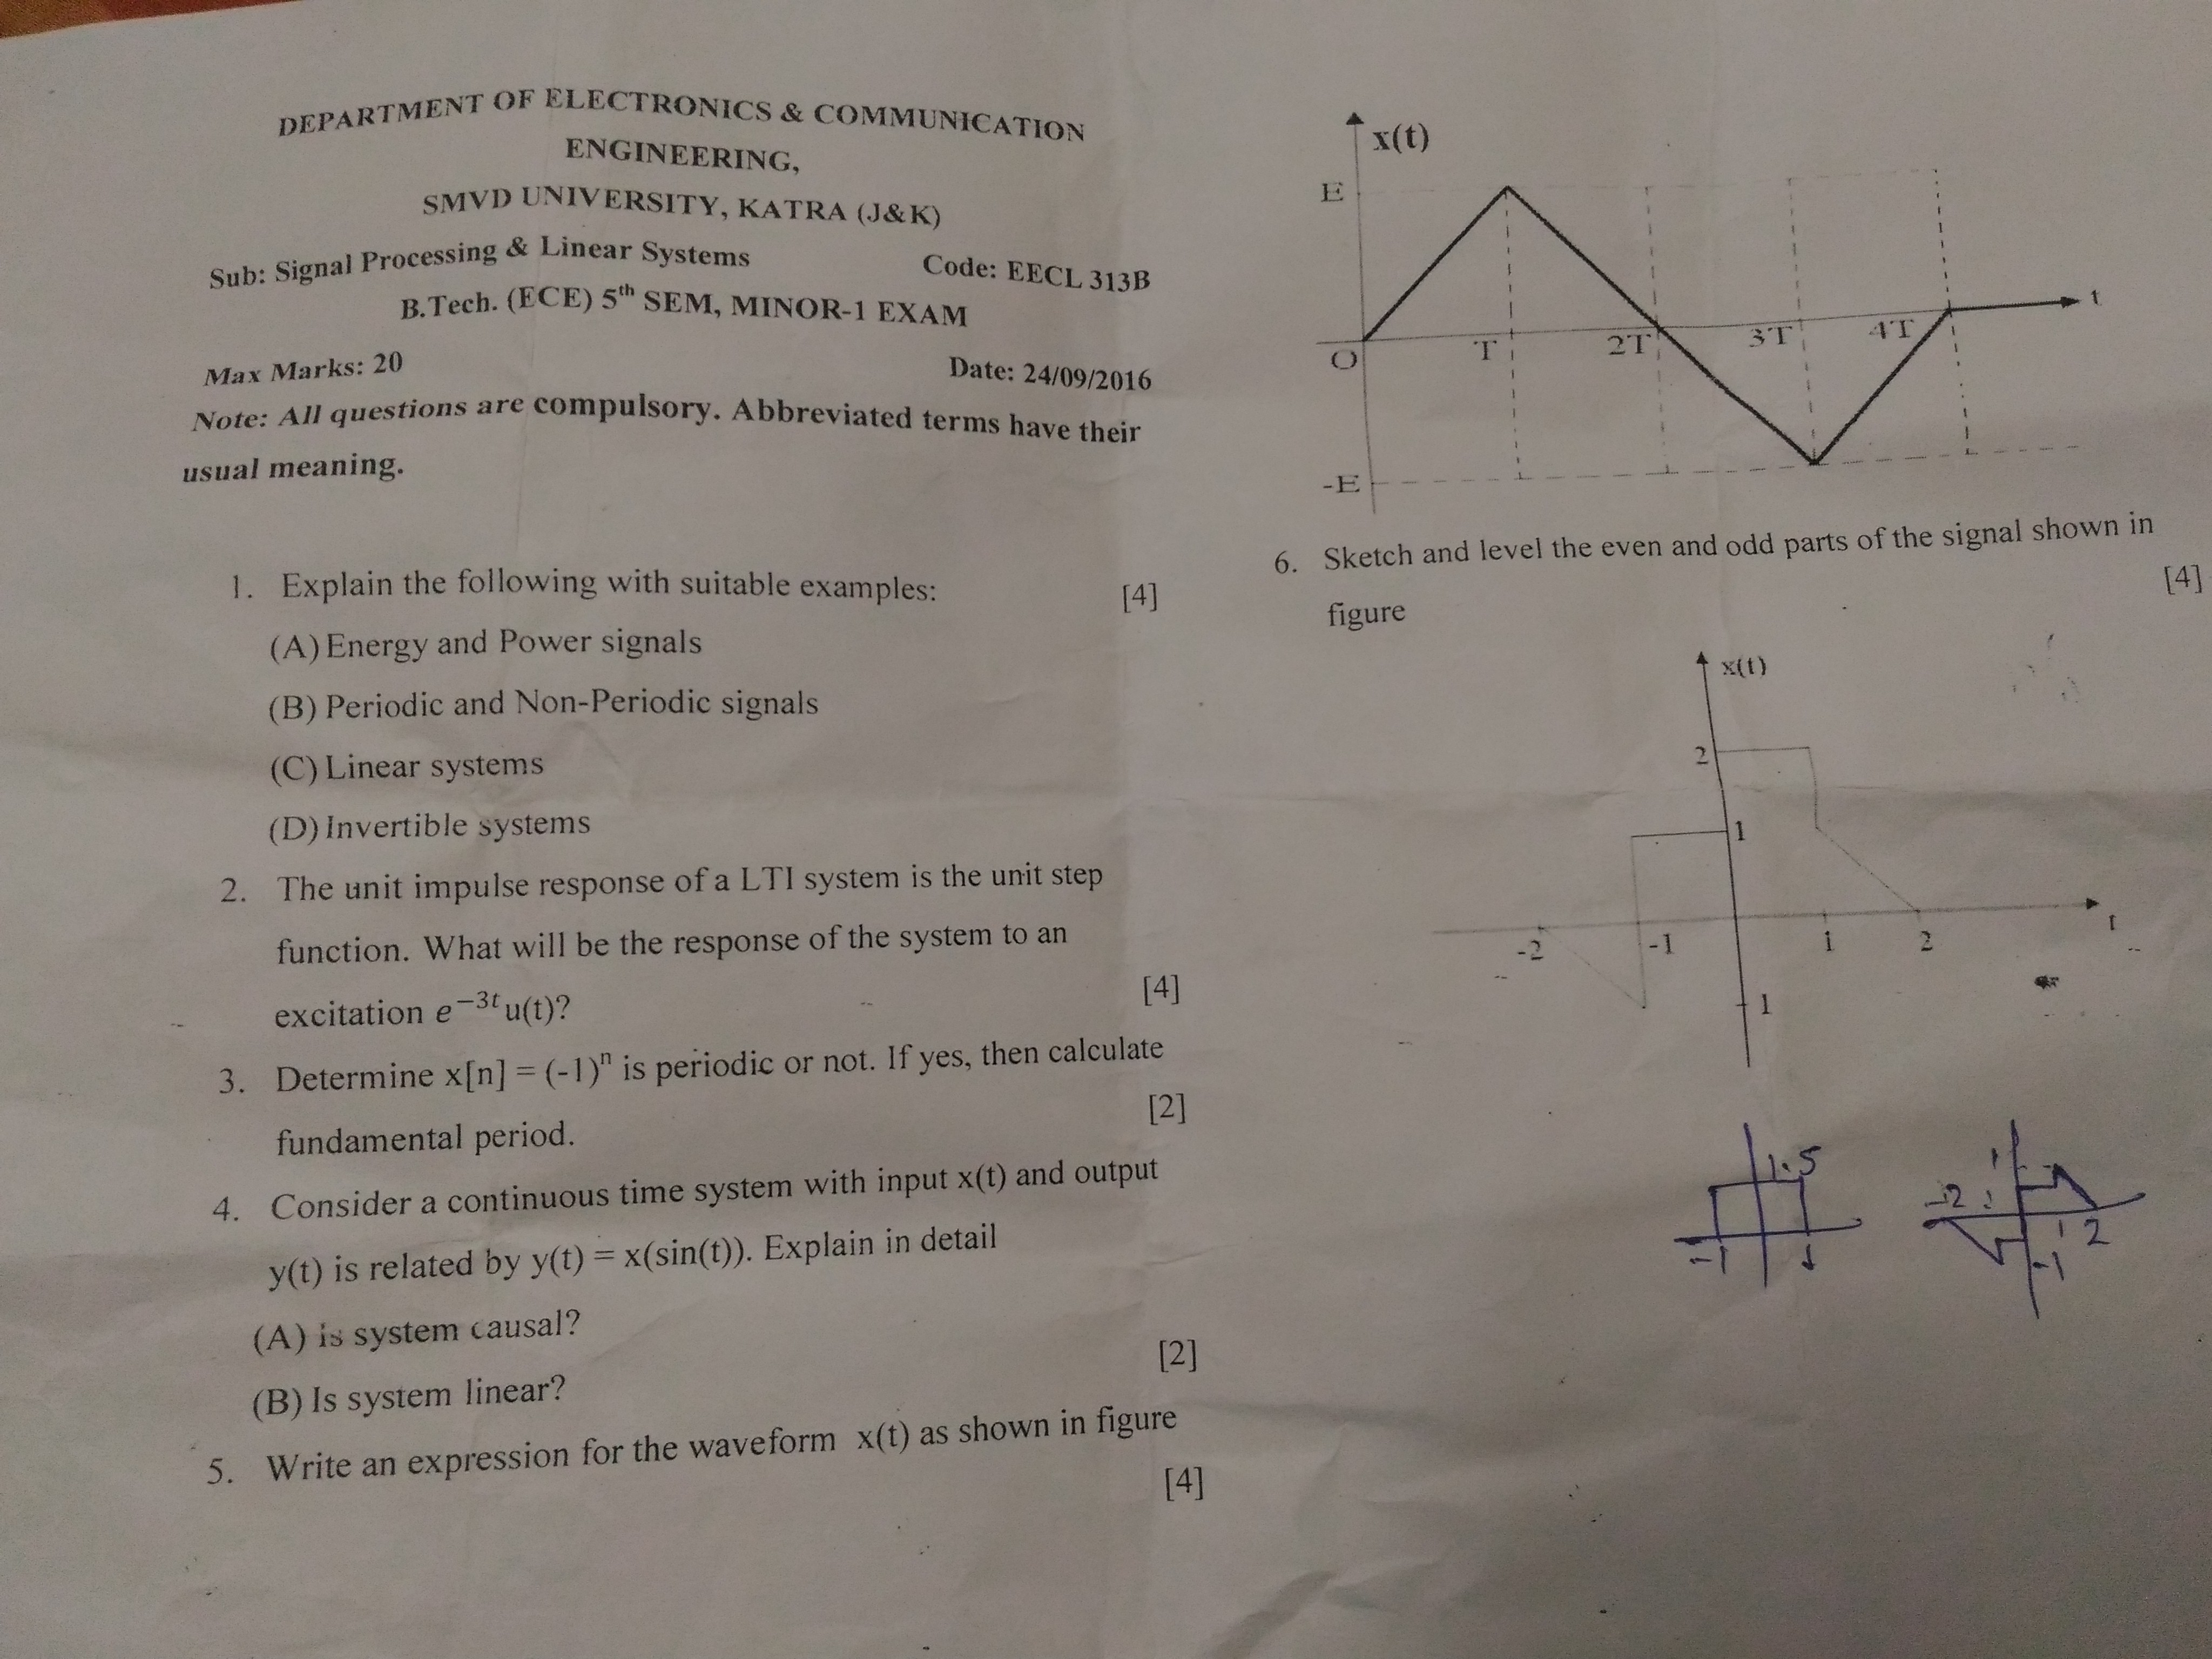 DEPARTMENT OF ELECTRONICS & COMMUNICATION
ENGINEERING,
SMVD UNIVERSITY, KATRA (J&K)
Sub: Signal Processing & Linear Systems Code: EECL 313B
B.Tech. (ECE) 5th SEM, MINOR-1 EXAM
Max Marks: 20 Date: 24/09/2016
Note: All questions are compulsory. Abbreviated terms have their
usual meaning.
1. Explain the following with suitable examples: [4]
(A) Energy and Power signals
(B) Periodic and Non-Periodic signals
(C) Linear systems
(D) Invertible systems
2. The unit impulse response of a LTI system is the unit step
function. What will be the response of the system to an
excitation e^{-3t}u(t)? [4]
3. Determine x[n] = (-1)^n is periodic or not. If yes, then calculate
fundamental period. [2]
4. Consider a continuous time system with input x(t) and output
y(t) is related by y(t) = x(sin(t)). Explain in detail
(A) is system causal?
(B) Is system linear? [2]
5. Write an expression for the waveform x(t) as shown in figure
[4]
x(t)
E
O T 2T 3T 4T t
-E
6. Sketch and level the even and odd parts of the signal shown in
figure [4]
x(t)
2
1
-2 -1 1 2 t
1
1.5
-1 1
1
-2
1 2
-1